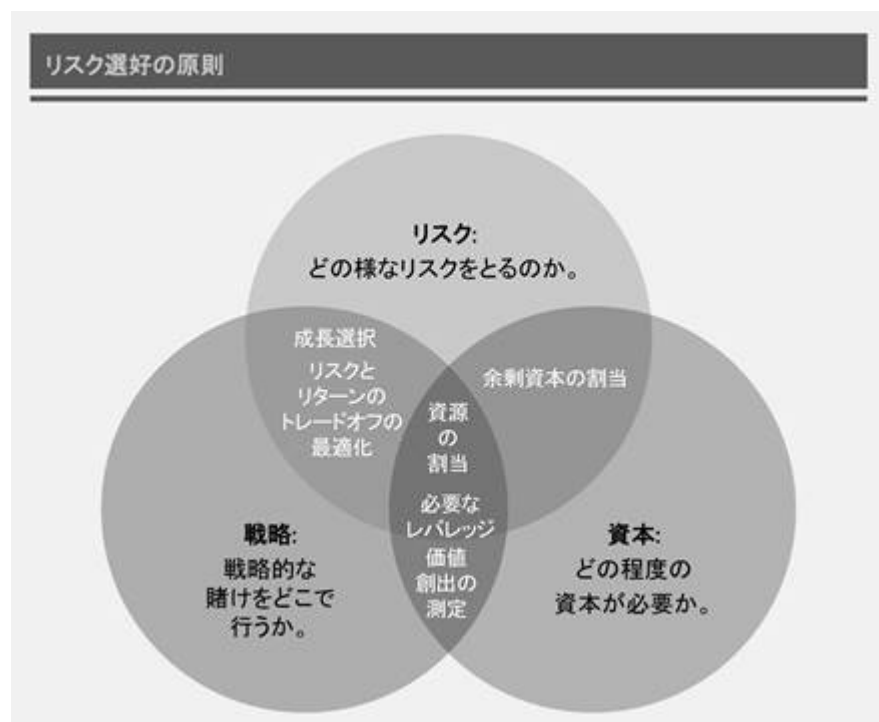 リスク選好の原則
リスク:
どの様なリスクをとるのか。
成長選択
リスクと
リターンの
トレードオフの
最適化
余剰資本の割当
資源
の
割当
必要な
レバレッジ
価値
創出の
測定
戦略:
戦略的な
賭けをどこで
行うか。
資本:
どの程度の
資本が必要か。